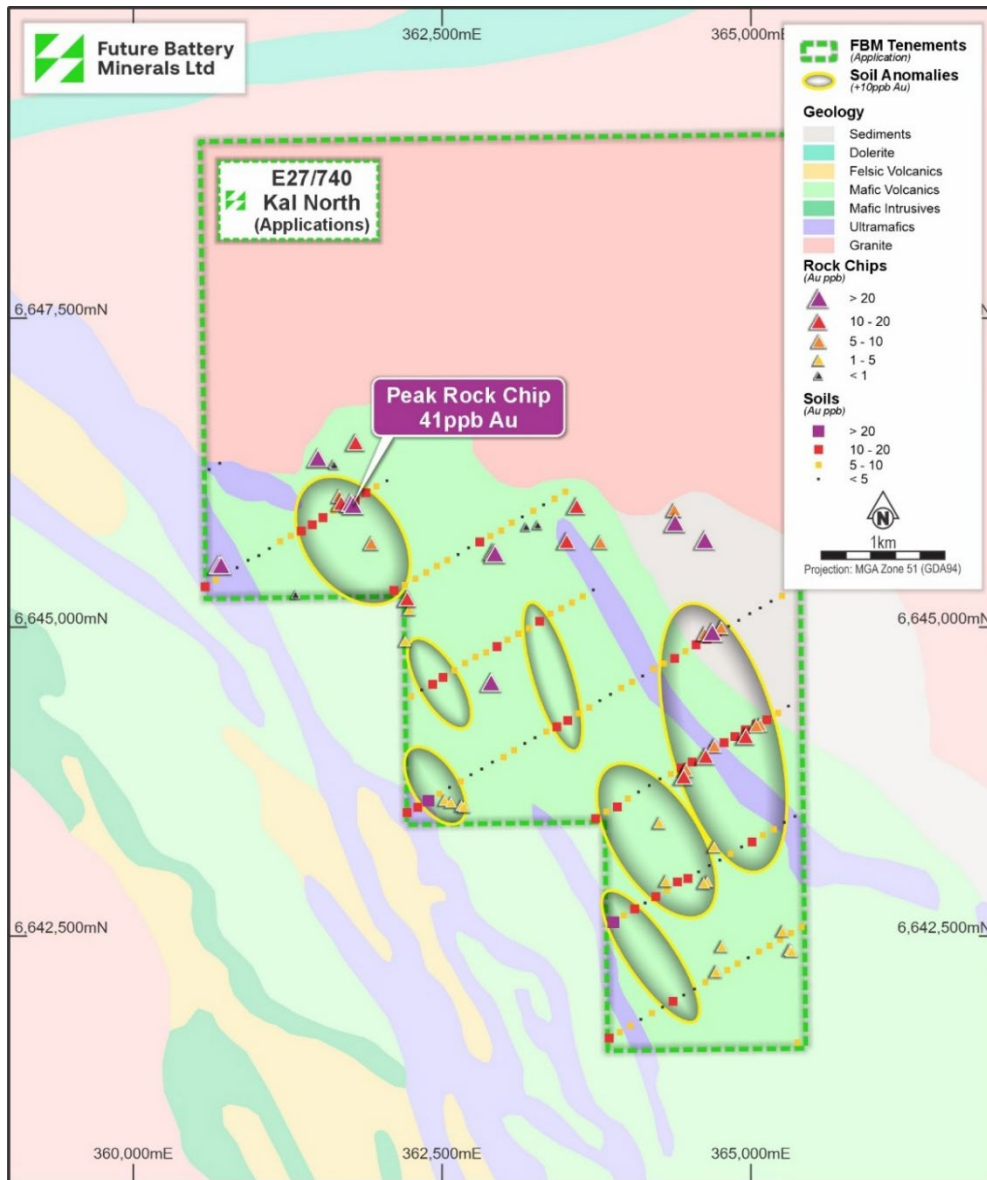 362,500mE
365,000mE
Future Battery
Minerals Ltd
FBM Tenements
(Application)
Soil Anomalies
(+10ppb Au)
Geology
Sediments
Dolerite
Felsic Volcanics
Mafic Volcanics
Mafic Intrusives
Ultramafics
Granite
Rock Chips
(Au ppb)
> 20
10 - 20
5 - 10
1 - 5
< 1
Soils
(Au ppb)
> 20
10 - 20
5 - 10
< 5
N
1km
Projection: MGA Zone 51 (GDA94)
E27/740
Kal North
(Applications)
6,647,500mN
Peak Rock Chip
41ppb Au
6,645,000mN
6,645,000mN
6,642,500mN
6,642,500mN
360,000mE
362,500mE
365,000mE